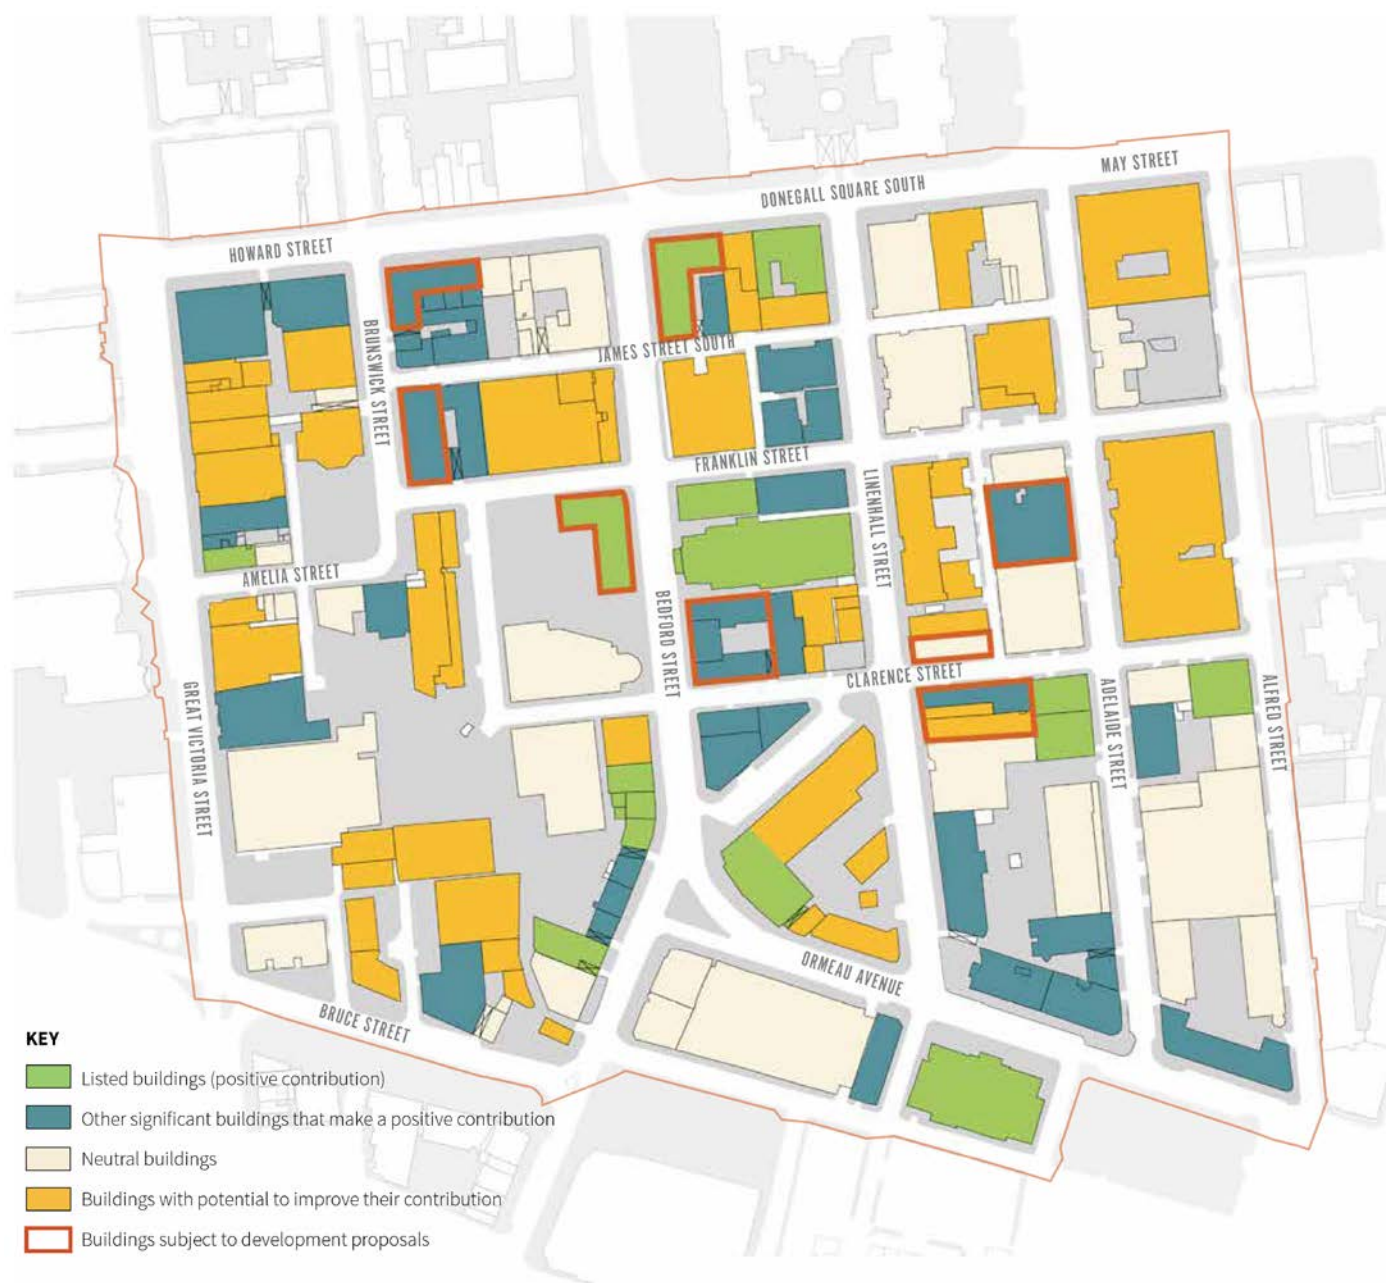 MAY STREET
DONEGALL SQUARE SOUTH
HOWARD STREET
BRUNSWICK STREET
JAMES STREET SOUTH
FRANKLIN STREET
LINENHALL STREET
AMELIA STREET
BEDFORD STREET
CLARENCE STREET
GREAT VICTORIA STREET
ADELAIDE STREET
ALFRED STREET
ORMEAU AVENUE
BRUCE STREET
KEY
Listed buildings (positive contribution)
Other significant buildings that make a positive contribution
Neutral buildings
Buildings with potential to improve their contribution
Buildings subject to development proposals